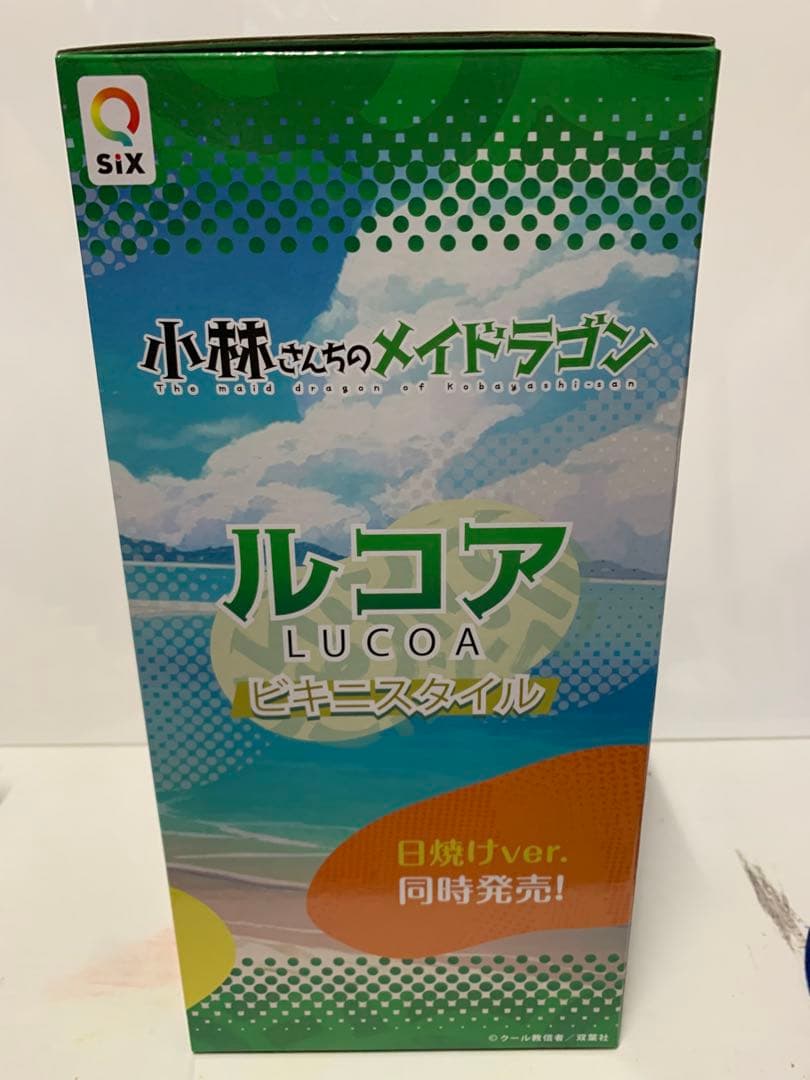 SiX
小林さんちのメイドラゴン
The maid dragon of Kobayashi-san
ルコア
LUCOA
ビキニスタイル
日焼けver.
同時発売!
©クール教信者/双葉社